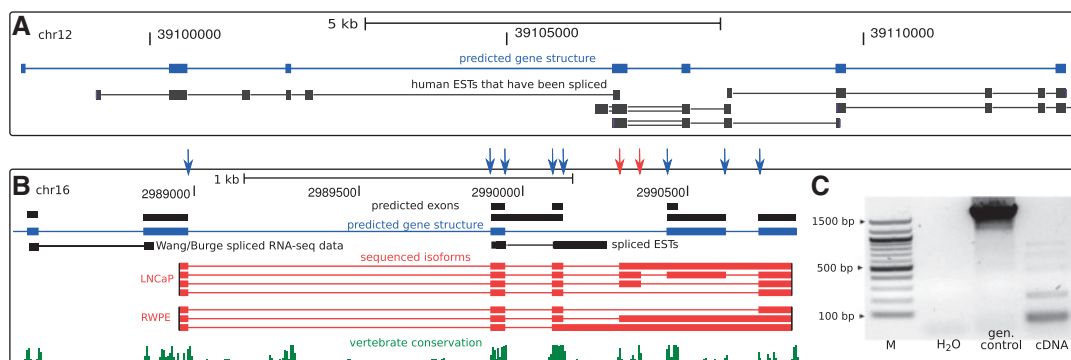 A
chr12
5 kb
39100000
39105000
39110000
predicted gene structure
human ESTs that have been spliced
B
chr16
1 kb
2989000
2989500
2990000
2990500
predicted exons
predicted gene structure
Wang/Burge spliced RNA-seq data
spliced ESTs
sequenced isoforms
LNCaP
RWPE
vertebrate conservation
C
1500 bp
500 bp
100 bp
M
H₂O
gen.
control
cDNA